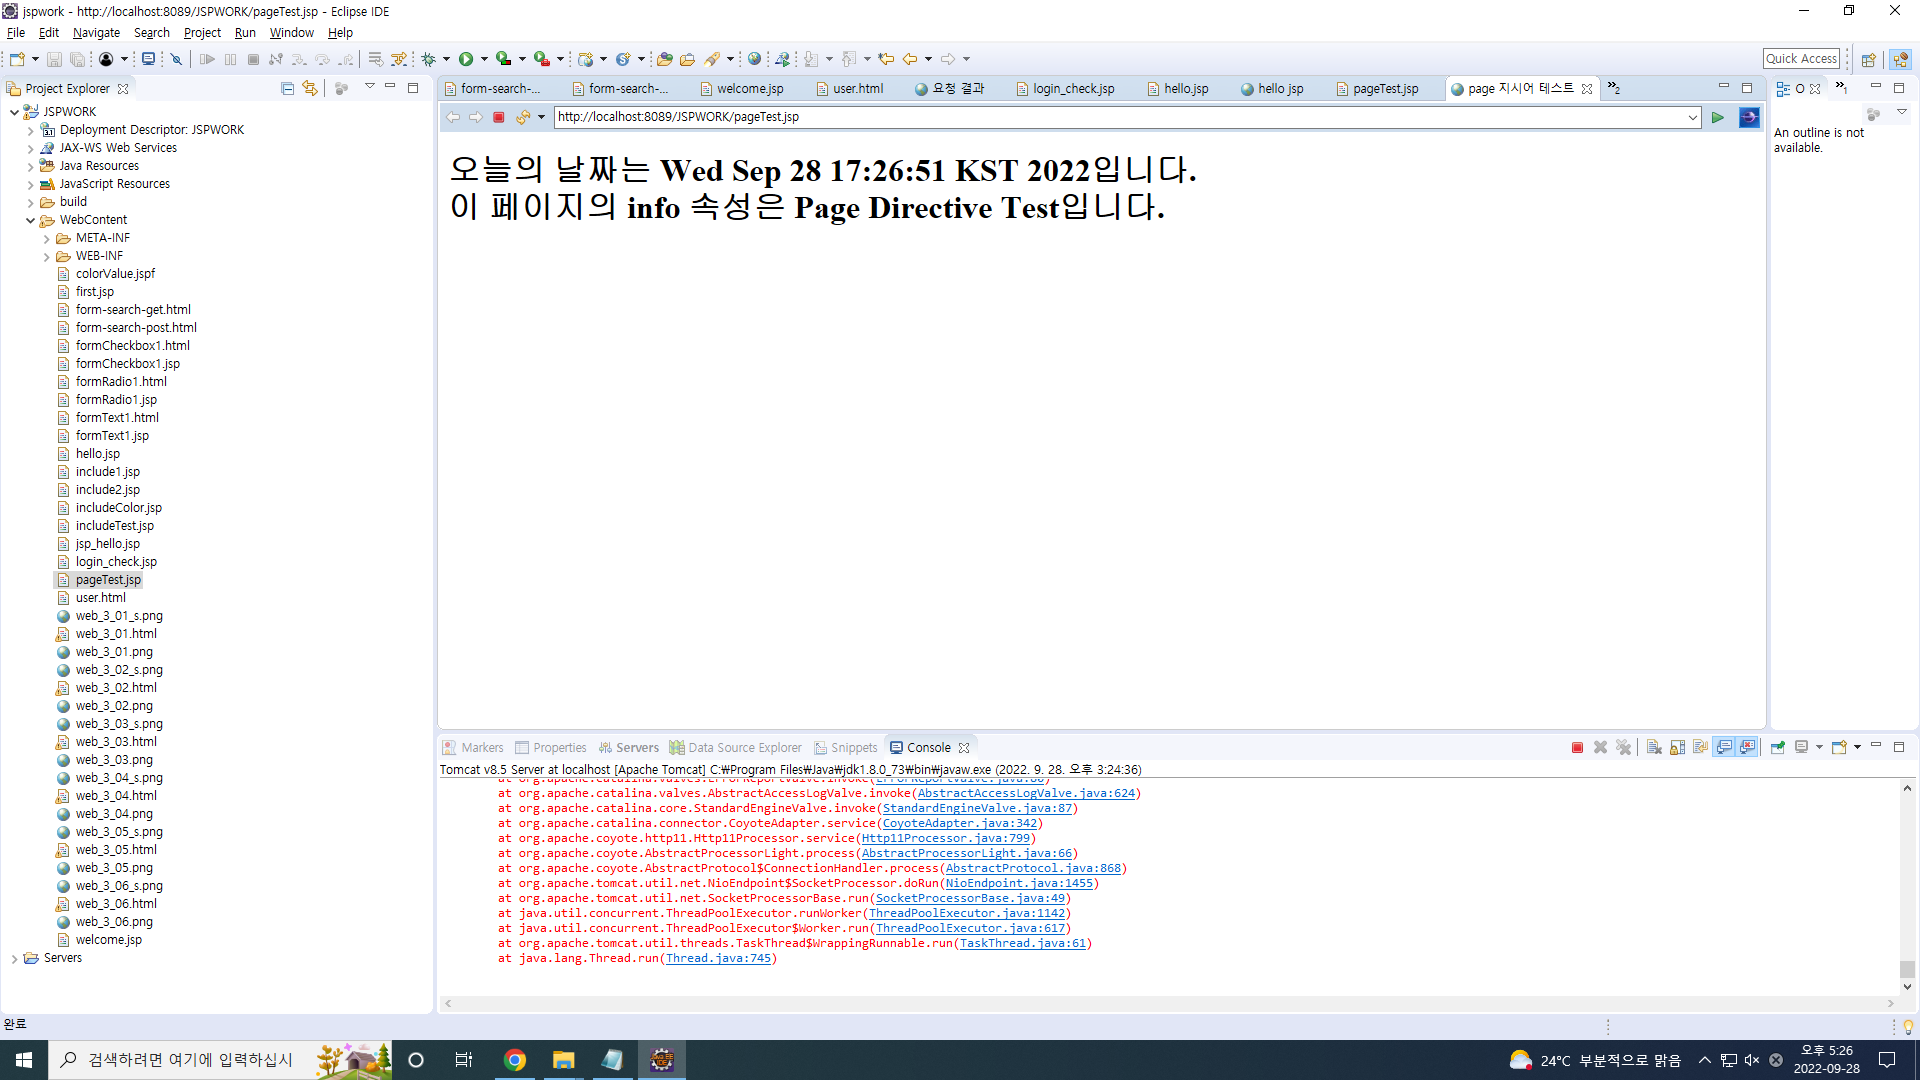 jspwork - http://localhost:8089/JSPWORK/pageTest.jsp - Eclipse IDE
File Edit Navigate Search Project Run Window Help
Quick Access
Project Explorer
JSPWORK
Deployment Descriptor: JSPWORK
JAX-WS Web Services
Java Resources
JavaScript Resources
build
WebContent
META-INF
WEB-INF
colorValue.jspf
first.jsp
form-search-get.html
form-search-post.html
formCheckbox1.html
formCheckbox1.jsp
formRadio1.html
formRadio1.jsp
formText1.html
formText1.jsp
hello.jsp
include1.jsp
include2.jsp
includeColor.jsp
includeTest.jsp
jsp_hello.jsp
login_check.jsp
pageTest.jsp
user.html
web_3_01_s.png
web_3_01.html
web_3_01.png
web_3_02_s.png
web_3_02.html
web_3_02.png
web_3_03_s.png
web_3_03.html
web_3_03.png
web_3_04_s.png
web_3_04.html
web_3_04.png
web_3_05_s.png
web_3_05.html
web_3_05.png
web_3_06_s.png
web_3_06.html
web_3_06.png
welcome.jsp
Servers
form-search-... form-search-... welcome.jsp user.html 요청 결과 login_check.jsp hello.jsp hello jsp pageTest.jsp page 지시어 테스트 »2
http://localhost:8089/JSPWORK/pageTest.jsp
오늘의 날짜는 Wed Sep 28 17:26:51 KST 2022입니다.
이 페이지의 info 속성은 Page Directive Test입니다.
O »1
An outline is not
available.
Markers Properties Servers Data Source Explorer Snippets Console
Tomcat v8.5 Server at localhost [Apache Tomcat] C:₩Program Files₩Java₩jdk1.8.0_73₩bin₩javaw.exe (2022. 9. 28. 오후 3:24:36)
at org.apache.catalina.valves.ErrorReportValve.invoke(ErrorReportValve.java:
at org.apache.catalina.valves.AbstractAccessLogValve.invoke(AbstractAccessLogValve.java:624)
at org.apache.catalina.core.StandardEngineValve.invoke(StandardEngineValve.java:87)
at org.apache.catalina.connector.CoyoteAdapter.service(CoyoteAdapter.java:342)
at org.apache.coyote.http11.Http11Processor.service(Http11Processor.java:799)
at org.apache.coyote.AbstractProcessorLight.process(AbstractProcessorLight.java:66)
at org.apache.coyote.AbstractProtocol$ConnectionHandler.process(AbstractProtocol.java:868)
at org.apache.tomcat.util.net.NioEndpoint$SocketProcessor.doRun(NioEndpoint.java:1455)
at org.apache.tomcat.util.net.SocketProcessorBase.run(SocketProcessorBase.java:49)
at java.util.concurrent.ThreadPoolExecutor.runWorker(ThreadPoolExecutor.java:1142)
at java.util.concurrent.ThreadPoolExecutor$Worker.run(ThreadPoolExecutor.java:617)
at org.apache.tomcat.util.threads.TaskThread$WrappingRunnable.run(TaskThread.java:61)
at java.lang.Thread.run(Thread.java:745)
완료
검색하려면 여기에 입력하십시
24°C 부분적으로 맑음
오후 5:26
2022-09-28